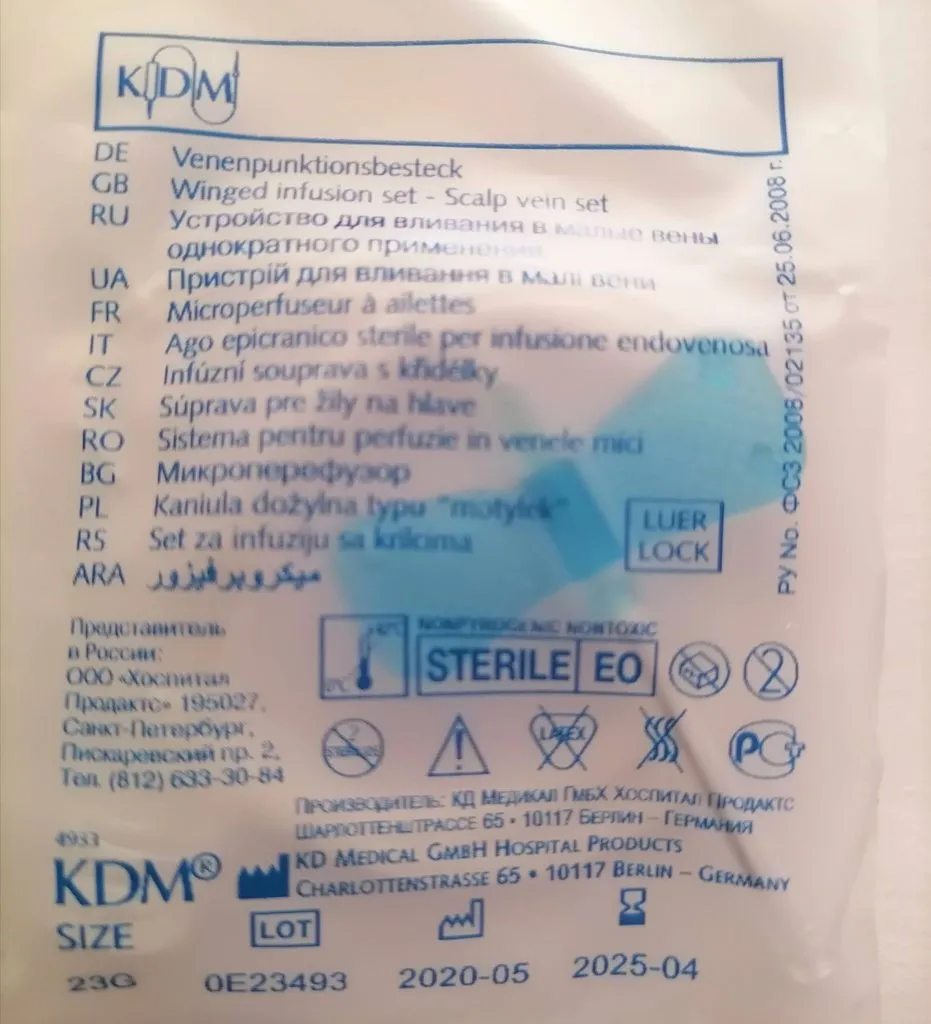 KDM
DE Venenpunktionsbesteck
GB Winged infusion set - Scalp vein set
RU Устройство для вливания в малые вены
однократного применения
UA Пристрій для вливання в малі вени
FR Microperfuseur à ailettes
IT Ago epicranico sterile per infusione endovenosa
CZ Infúzní souprava s křidélky
SK Súprava pre žily na hlave
RO Sistema pentru perfuzie in venele mici
BG Микроперефузор
PL Kaniula dożylna typu "motylek"
RS Set za infuziju sa krilcima
ARA ميكروبرفيزور
LUER
LOCK
РУ No. ФСЗ 2008/02135 от 25.06.2008 г.
Представитель
в России:
ООО «Хоспитал
Продактс» 195027,
Санкт-Петербург,
Пискаревский пр. 2,
Тел. (812) 633-30-84
0°C +40°C
NONPYROGENIC NONTOXIC
STERILE EO
2
2
STERILIZE
LATEX
РС
Производитель: КД Медикал ГмбХ Хоспитал Продактс
Шарлоттенштрассе 65 • 10117 Берлин – Германия
KD Medical GmbH Hospital Products
Charlottenstrasse 65 • 10117 Berlin – Germany
4933
KDM®
SIZE
23G
LOT
0E23493
2020-05
2025-04